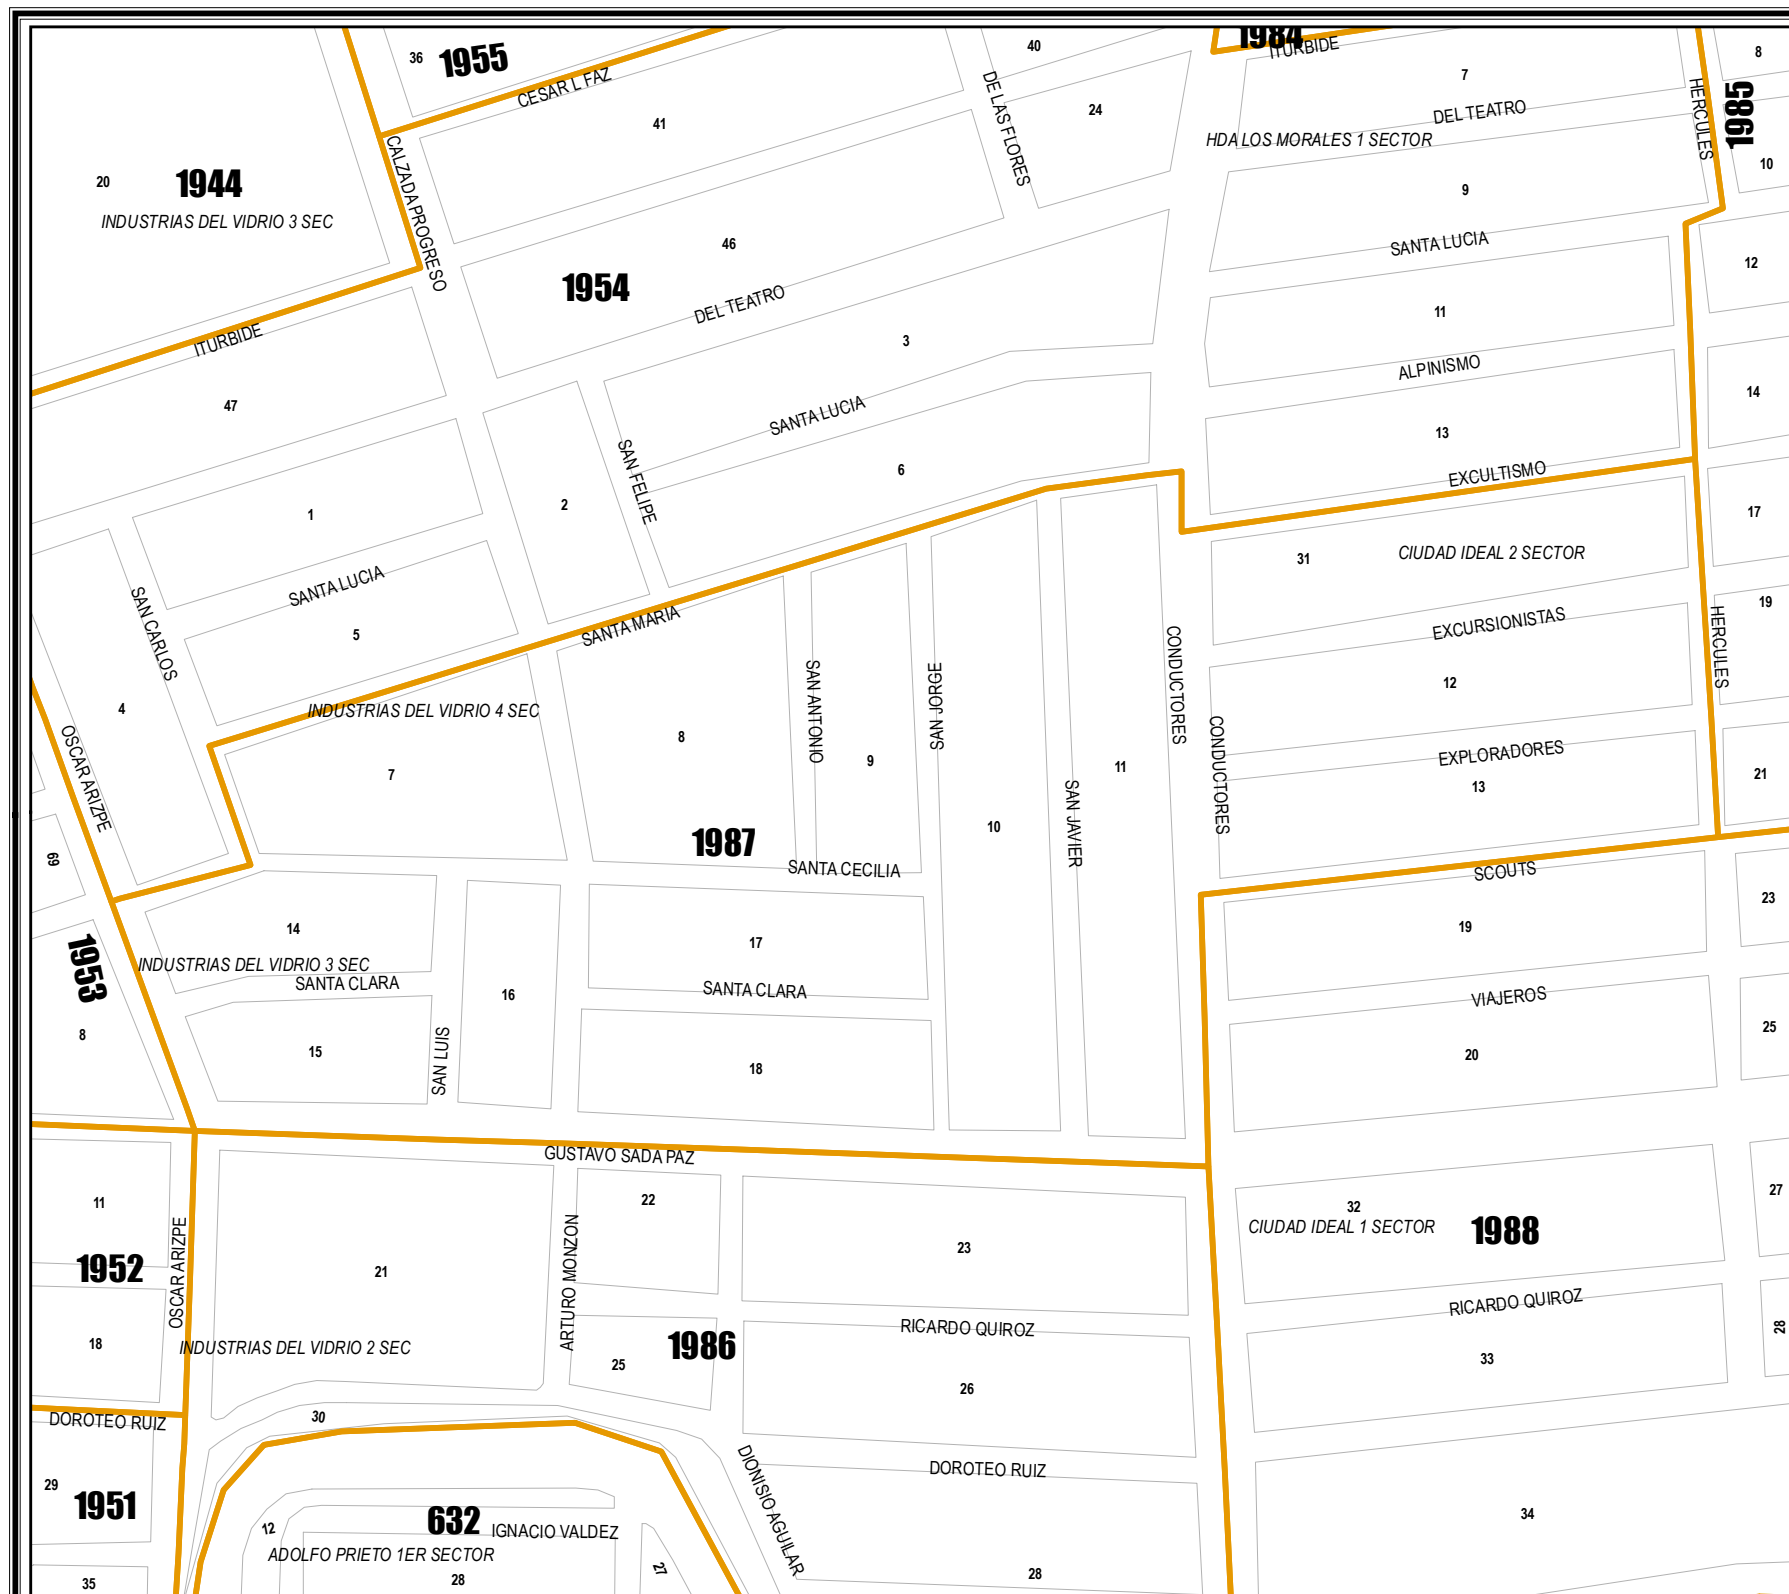 1984
ITURBIDE
36
1955
40
8
CESAR L FAZ
DE LAS FLORES
7
HERCULES
1985
24
DEL TEATRO
41
HDA LOS MORALES 1 SECTOR
CALZADA PROGRESO
10
20
1944
9
INDUSTRIAS DEL VIDRIO 3 SEC
46
SANTA LUCIA
12
1954
DEL TEATRO
11
ITURBIDE
3
ALPINISMO
14
47
SANTA LUCIA
13
SAN FELIPE
6
EXCULTISMO
1
2
17
31
CIUDAD IDEAL 2 SECTOR
SANTA LUCIA
SAN CARLOS
19
5
SANTA MARIA
EXCURSIONISTAS
HERCULES
CONDUCTORES
SAN ANTONIO
SAN JORGE
12
4
INDUSTRIAS DEL VIDRIO 4 SEC
8
OSCAR ARIZPE
9
11
CONDUCTORES
EXPLORADORES
7
13
21
SAN JAVIER
10
1987
69
SANTA CECILIA
SCOUTS
23
14
17
19
1953
INDUSTRIAS DEL VIDRIO 3 SEC
SANTA CLARA
16
SANTA CLARA
VIAJEROS
8
15
SAN LUIS
18
20
25
GUSTAVO SADA PAZ
11
22
32
27
CIUDAD IDEAL 1 SECTOR
1988
OSCAR ARIZPE
ARTURO MONZON
23
1952
21
RICARDO QUIROZ
18
INDUSTRIAS DEL VIDRIO 2 SEC
1986
RICARDO QUIROZ
28
25
33
26
30
DOROTEO RUIZ
DIONISIO AGUILAR
DOROTEO RUIZ
29
1951
632
12
IGNACIO VALDEZ
34
ADOLFO PRIETO 1ER SECTOR
27
35
28
28